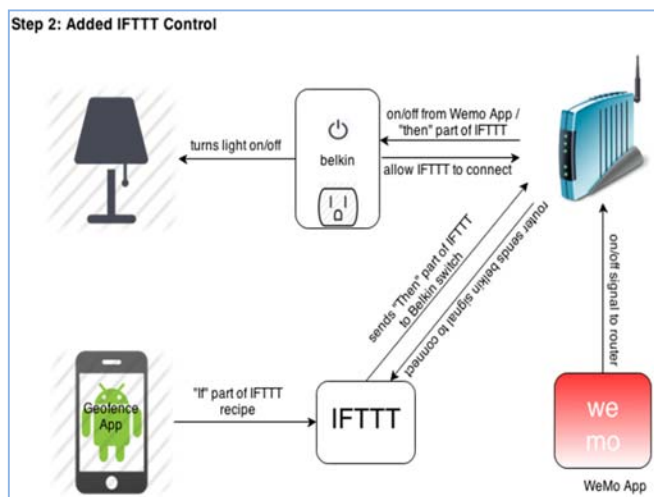 Step 2: Added IFTTT Control
on/off from Wemo App /
"then" part of IFTTT
turns light on/off
belkin
allow IFTTT to connect
sends "Then" part of IFTTT
to Belkin switch
router sends belkin signal to connect
on/off signal to router
Geofence
App
"If" part of IFTTT
recipe
IFTTT
we
mo
WeMo App